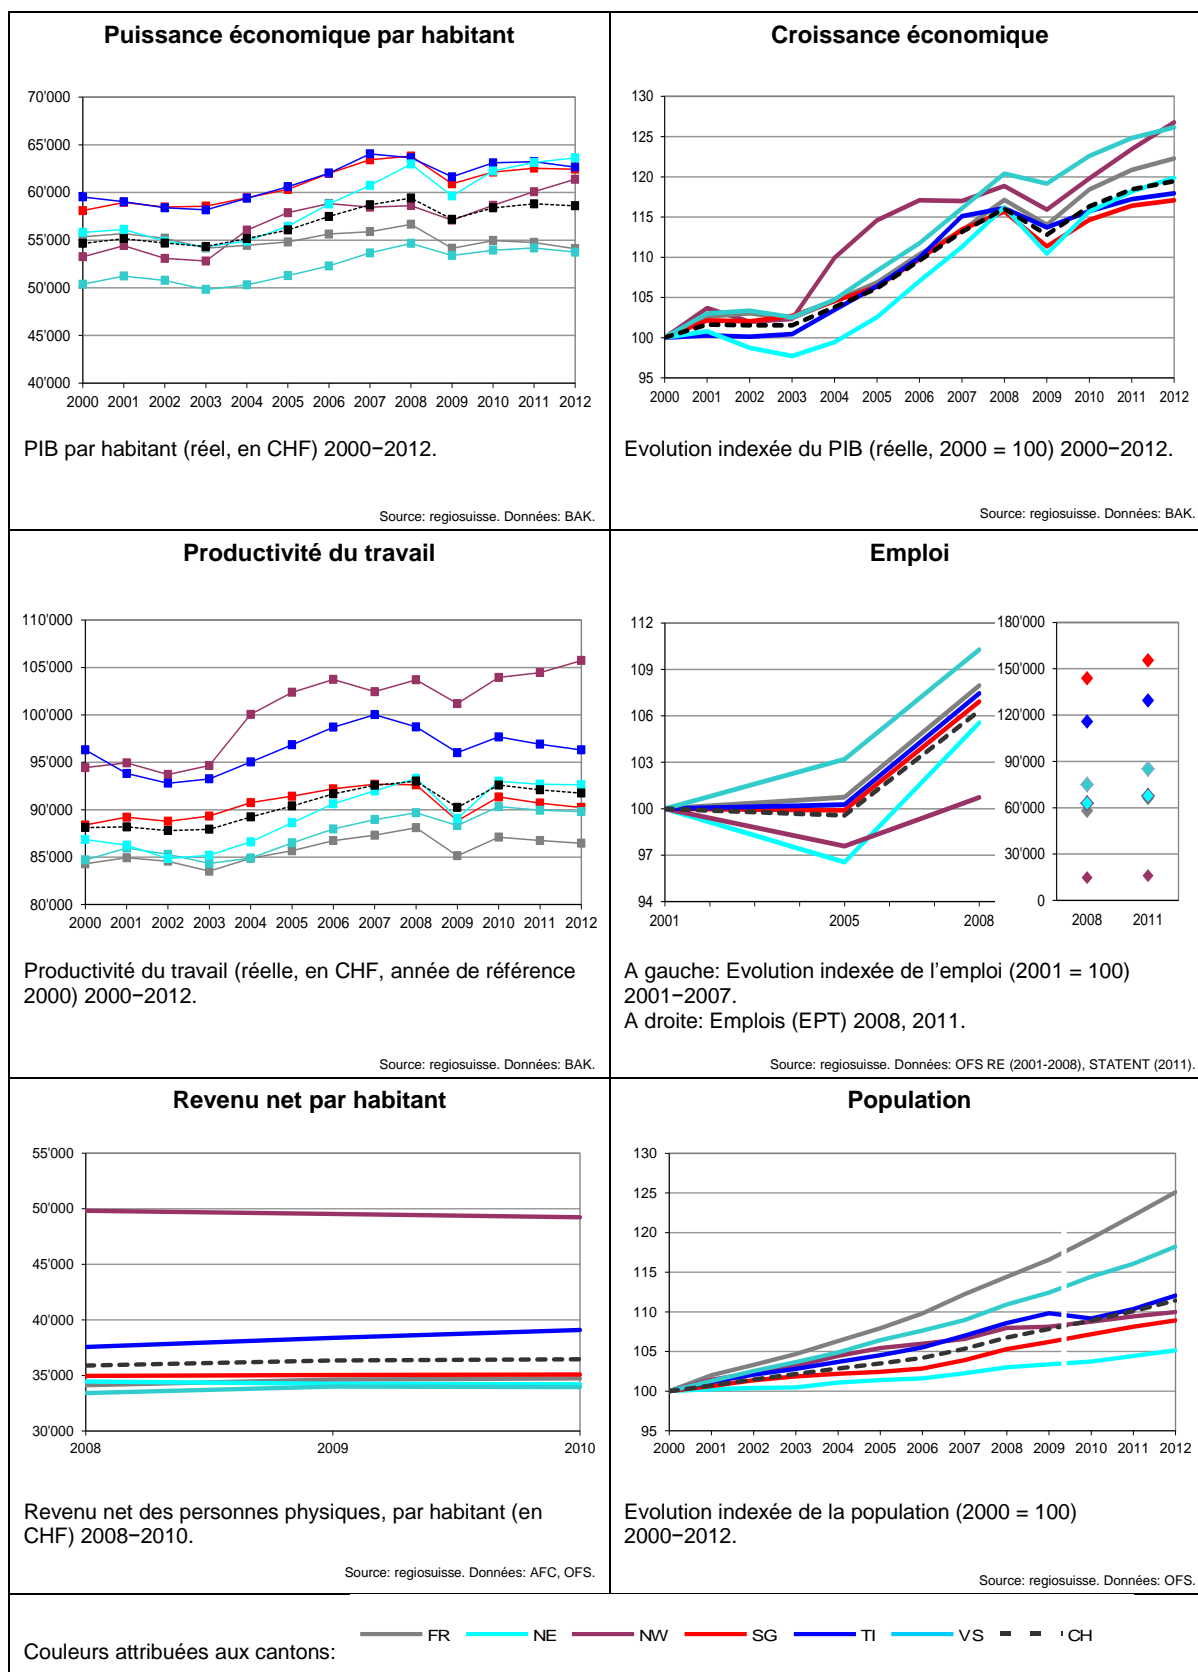 Puissance économique par habitant
70'000
65'000
60'000
55'000
50'000
45'000
40'000
2000 2001 2002 2003 2004 2005 2006 2007 2008 2009 2010 2011 2012
PIB par habitant (réel, en CHF) 2000−2012.
Source: regiosuisse. Données: BAK.
Croissance économique
130
125
120
115
110
105
100
95
2000 2001 2002 2003 2004 2005 2006 2007 2008 2009 2010 2011 2012
Evolution indexée du PIB (réelle, 2000 = 100) 2000−2012.
Source: regiosuisse. Données: BAK.
Productivité du travail
110'000
105'000
100'000
95'000
90'000
85'000
80'000
2000 2001 2002 2003 2004 2005 2006 2007 2008 2009 2010 2011 2012
Productivité du travail (réelle, en CHF, année de référence
2000) 2000−2012.
Source: regiosuisse. Données: BAK.
Emploi
112
109
106
103
100
97
94
2001 2005 2008
180'000
150'000
120'000
90'000
60'000
30'000
0
2008 2011
A gauche: Evolution indexée de l’emploi (2001 = 100)
2001−2007.
A droite: Emplois (EPT) 2008, 2011.
Source: regiosuisse. Données: OFS RE (2001-2008), STATENT (2011).
Revenu net par habitant
55'000
50'000
45'000
40'000
35'000
30'000
2008 2009 2010
Revenu net des personnes physiques, par habitant (en
CHF) 2008−2010.
Source: regiosuisse. Données: AFC, OFS.
Population
130
125
120
115
110
105
100
95
2000 2001 2002 2003 2004 2005 2006 2007 2008 2009 2010 2011 2012
Evolution indexée de la population (2000 = 100)
2000−2012.
Source: regiosuisse. Données: OFS.
Couleurs attribuées aux cantons: FR NE NW SG TI VS CH